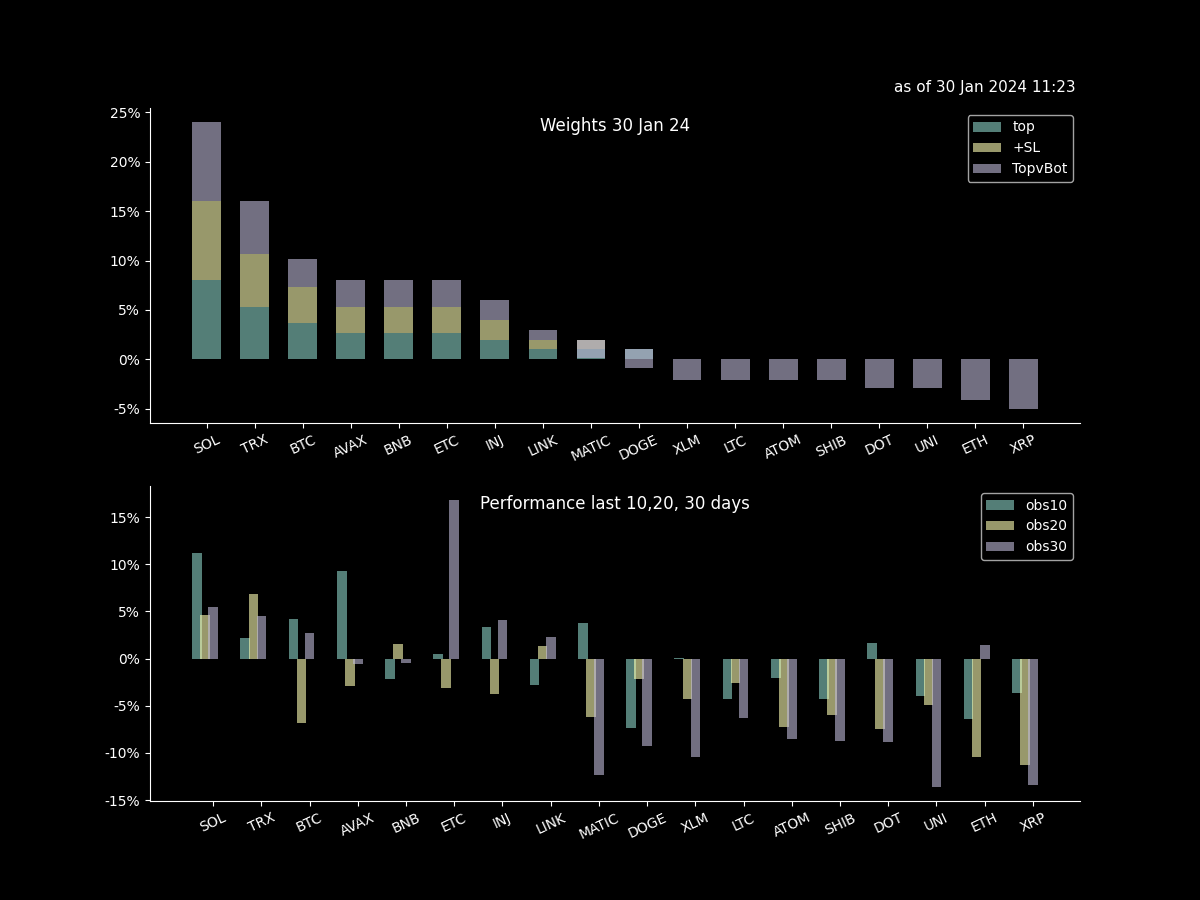 as of 30 Jan 2024 11:23
Weights 30 Jan 24
top
+SL
TopvBot
25%
20%
15%
10%
5%
0%
-5%
SOL TRX BTC AVAX BNB ETC INJ LINK MATIC DOGE XLM LTC ATOM SHIB DOT UNI ETH XRP
Performance last 10,20, 30 days
obs10
obs20
obs30
15%
10%
5%
0%
-5%
-10%
-15%
SOL TRX BTC AVAX BNB ETC INJ LINK MATIC DOGE XLM LTC ATOM SHIB DOT UNI ETH XRP